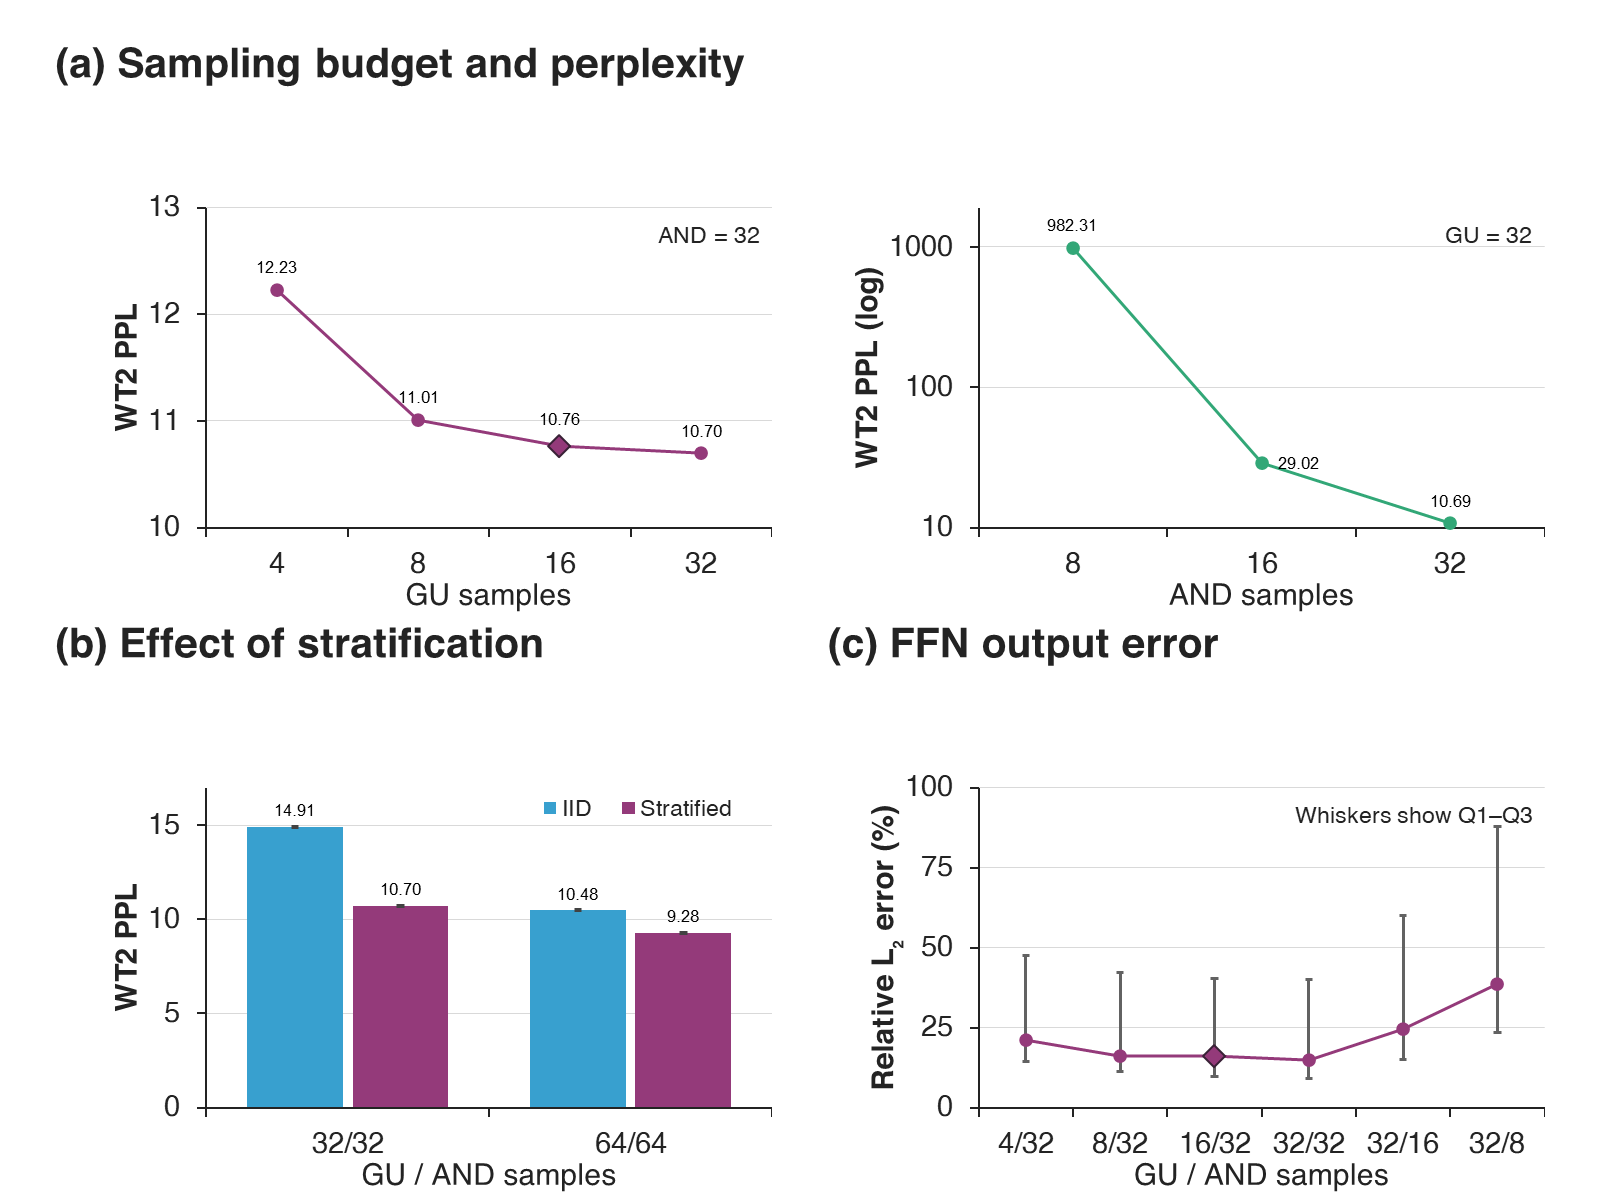 (a) Sampling budget and perplexity
13
12
11
10
WT2 PPL
AND = 32
12.23
11.01
10.76
10.70
4 8 16 32
GU samples
1000
100
10
WT2 PPL (log)
GU = 32
982.31
29.02
10.69
8 16 32
AND samples
(b) Effect of stratification
15
10
5
0
WT2 PPL
IID Stratified
14.91
10.70
10.48
9.28
32/32 64/64
GU / AND samples
(c) FFN output error
100
75
50
25
0
Relative L₂ error (%)
Whiskers show Q1–Q3
4/32 8/32 16/32 32/32 32/16 32/8
GU / AND samples